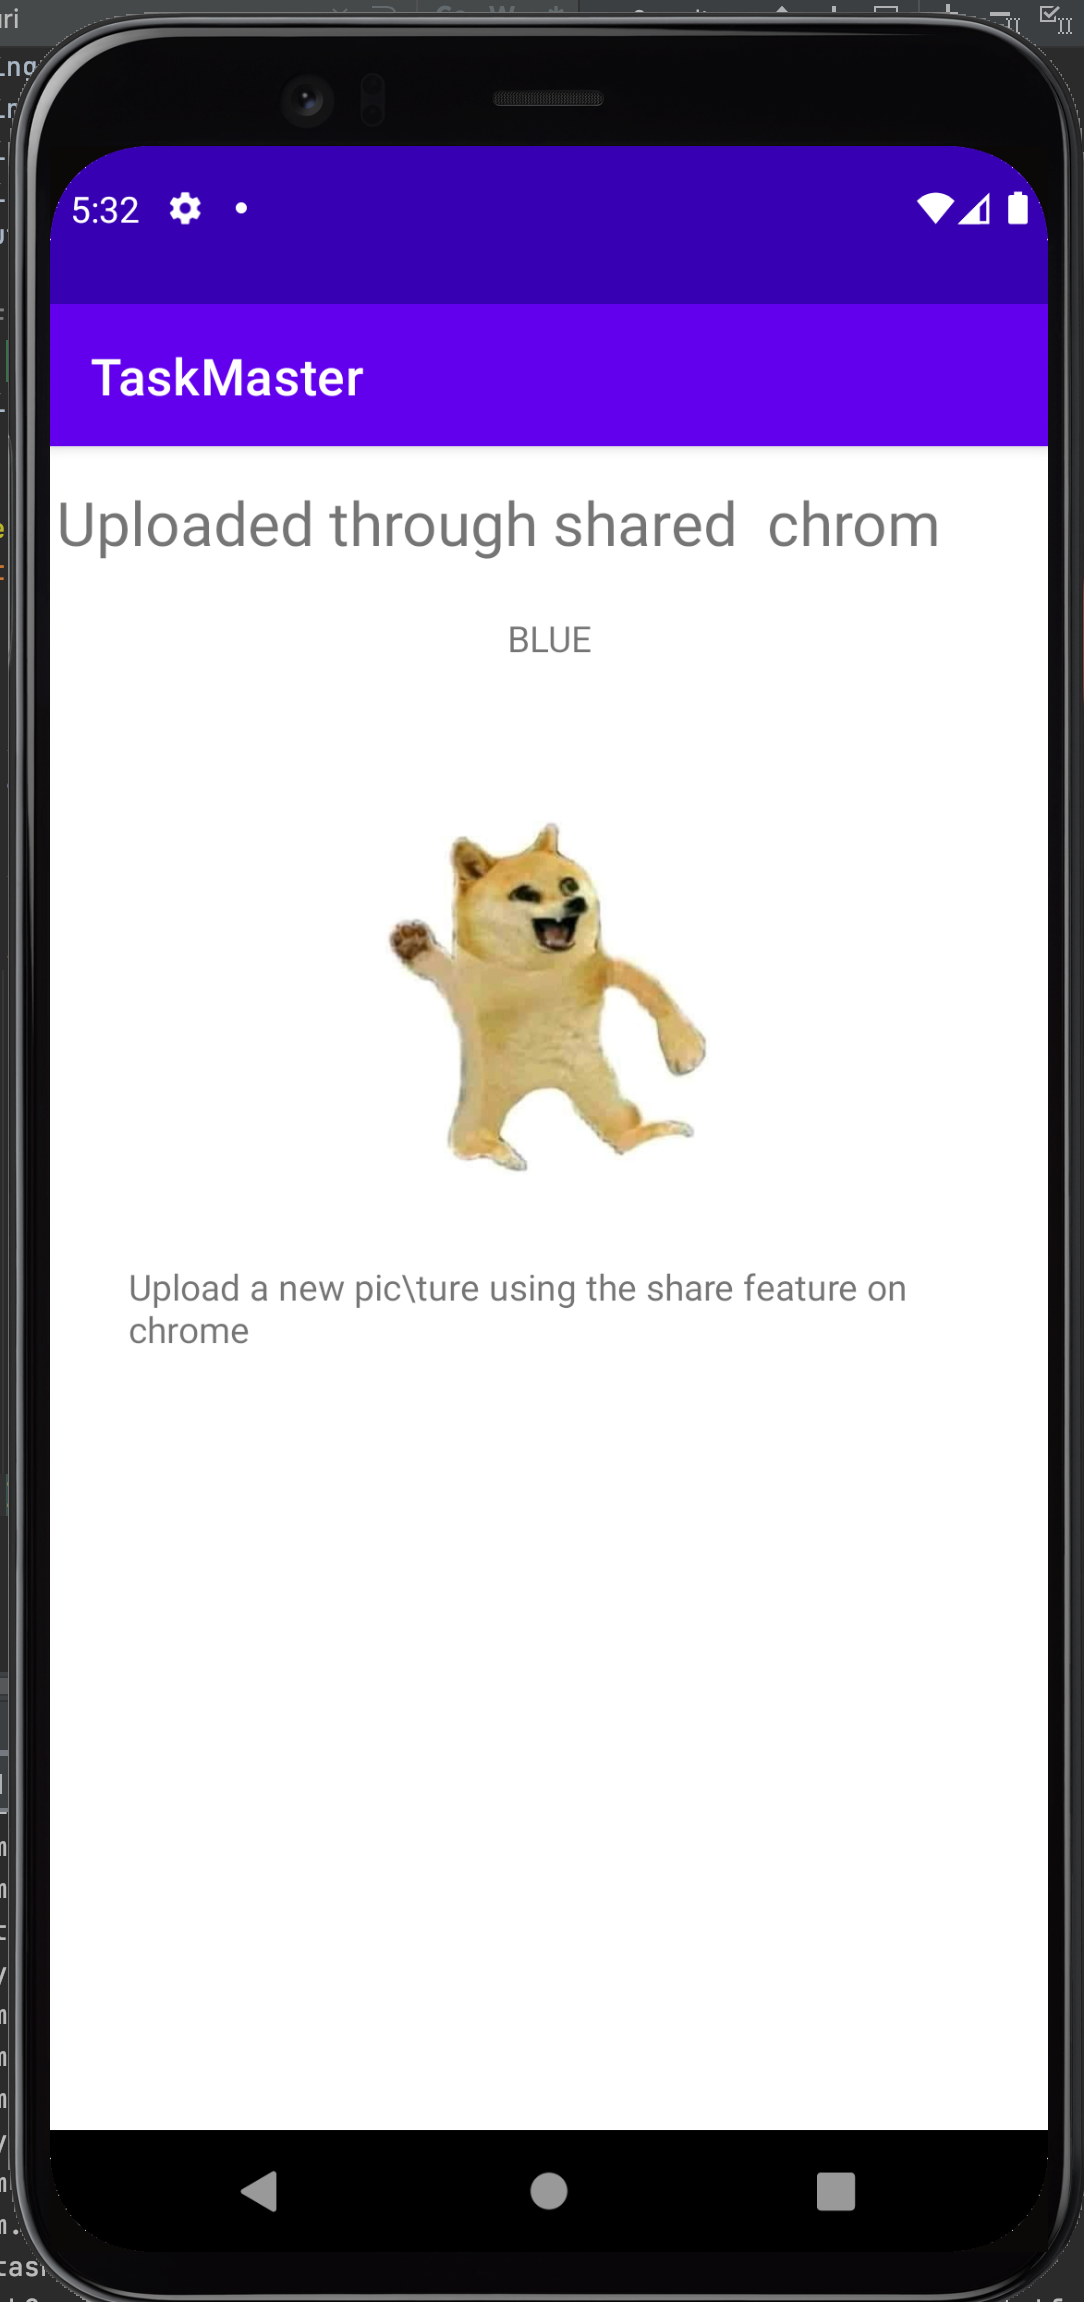 5:32
TaskMaster
Uploaded through shared  chrom
BLUE
Upload a new pic\ture using the share feature on
chrome